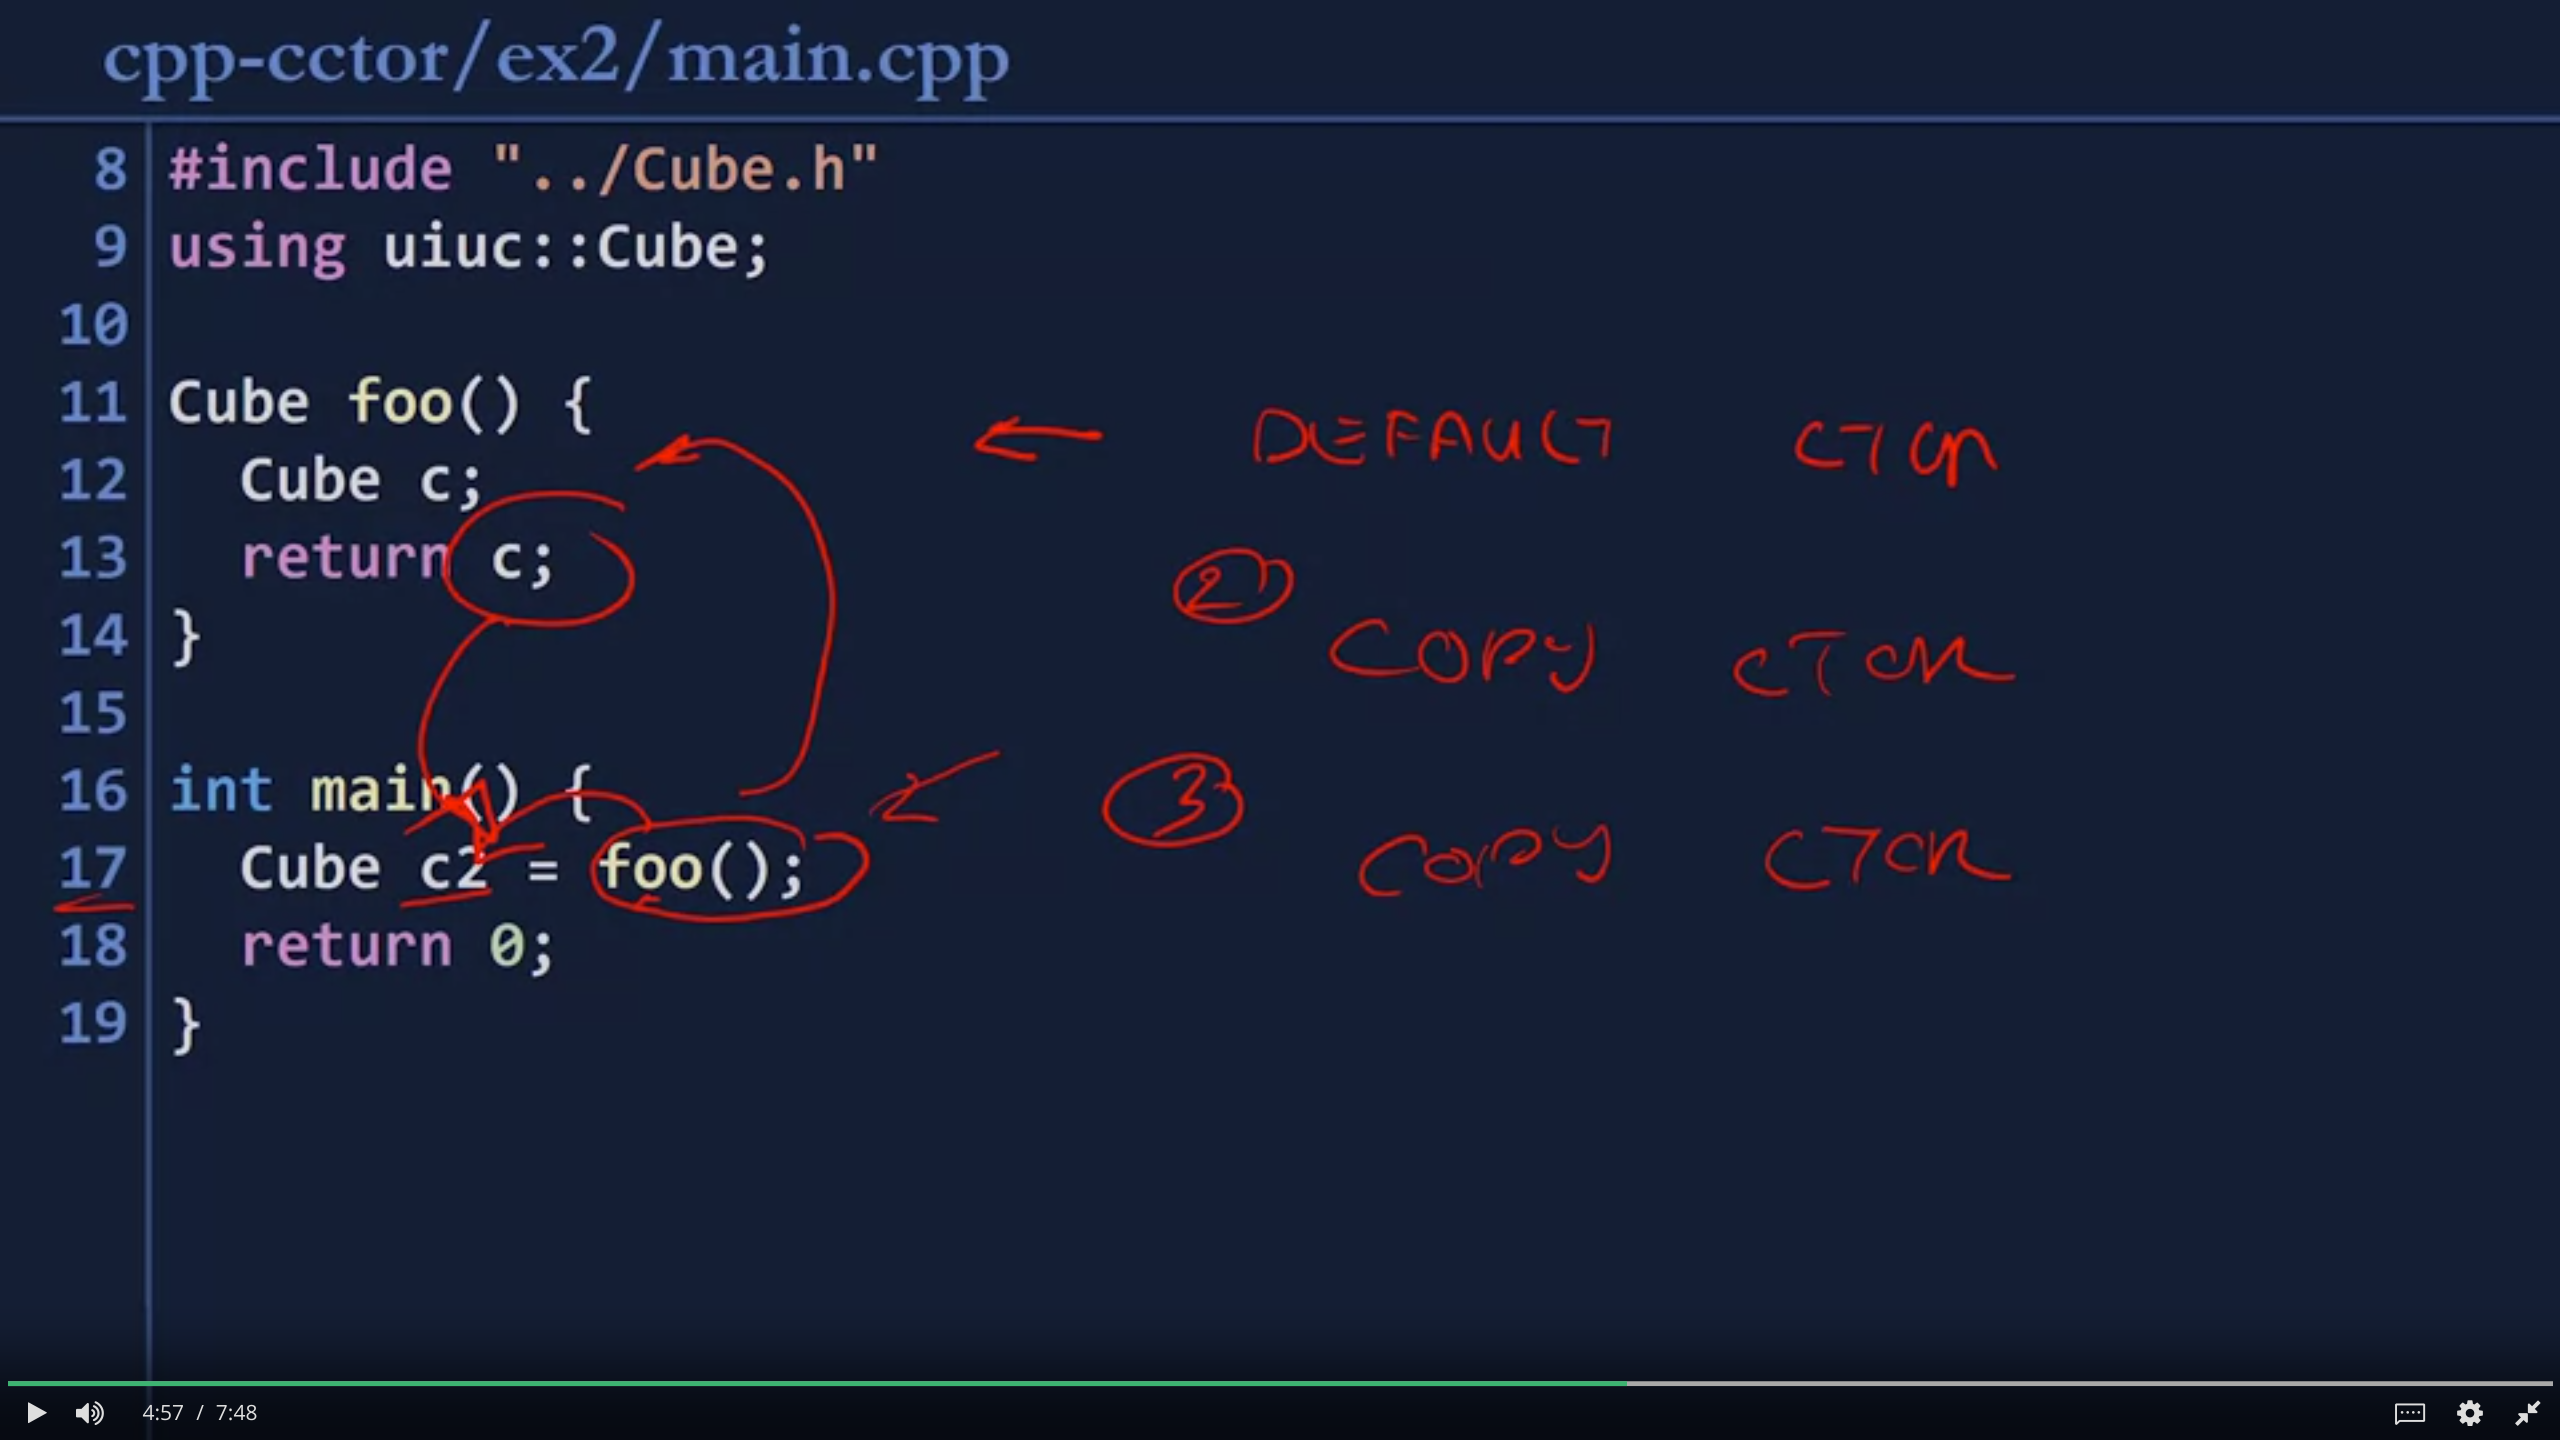 cpp-cctor/ex2/main.cpp
8 #include "../Cube.h"
9 using uiuc::Cube;
10
11 Cube foo() {
← DEFAULT CTOR
12 Cube c;
13 return c;
②
14 }
COPY CTOR
15
16 int main() {
③
17 Cube c2 = foo();
COPY CTOR
18 return 0;
19 }
4:57 / 7:48